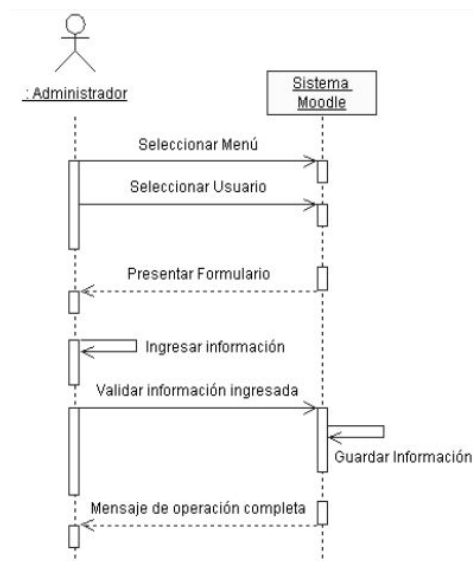 : Administrador
Sistema
Moodle
Seleccionar Menú
Seleccionar Usuario
Presentar Formulario
Ingresar información
Validar información ingresada
Guardar Información
Mensaje de operación completa